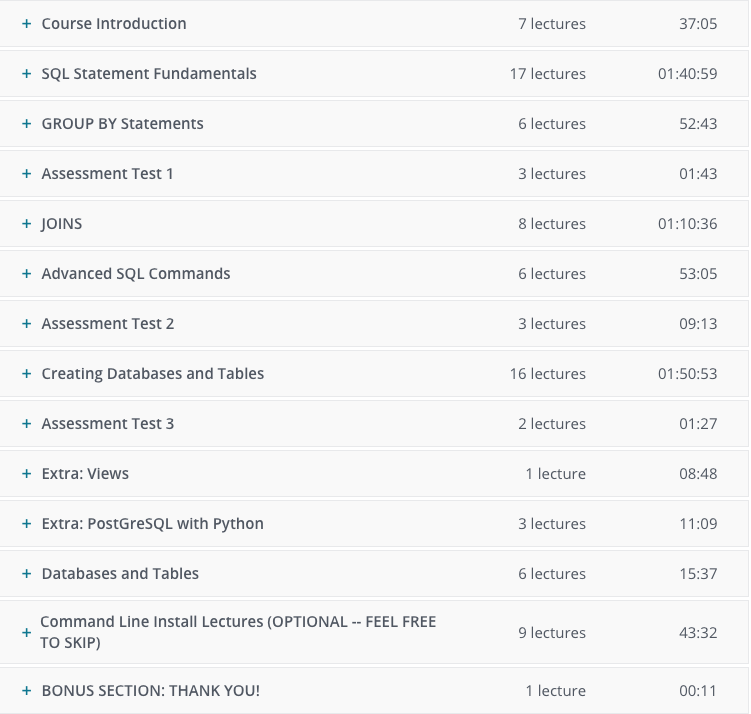 + Course Introduction 7 lectures 37:05
+ SQL Statement Fundamentals 17 lectures 01:40:59
+ GROUP BY Statements 6 lectures 52:43
+ Assessment Test 1 3 lectures 01:43
+ JOINS 8 lectures 01:10:36
+ Advanced SQL Commands 6 lectures 53:05
+ Assessment Test 2 3 lectures 09:13
+ Creating Databases and Tables 16 lectures 01:50:53
+ Assessment Test 3 2 lectures 01:27
+ Extra: Views 1 lecture 08:48
+ Extra: PostGreSQL with Python 3 lectures 11:09
+ Databases and Tables 6 lectures 15:37
+ Command Line Install Lectures (OPTIONAL -- FEEL FREE
TO SKIP) 9 lectures 43:32
+ BONUS SECTION: THANK YOU! 1 lecture 00:11